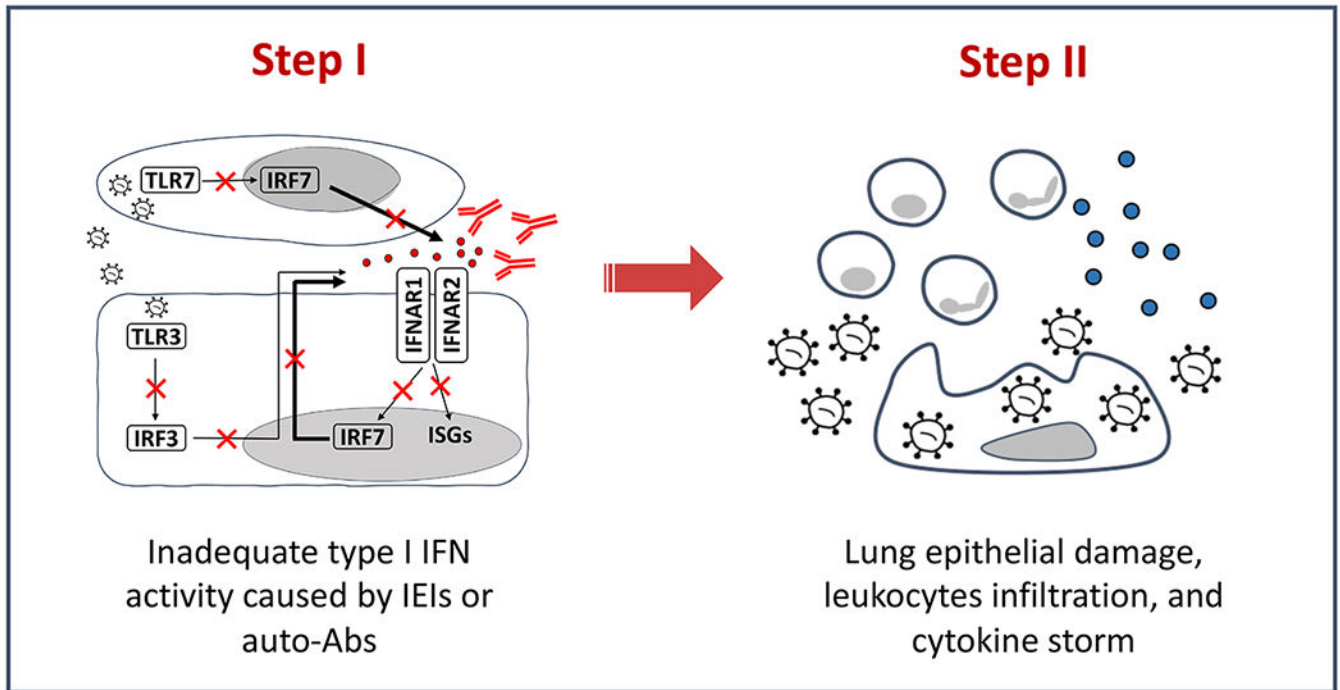 Step I
TLR7
IRF7
IFNAR1
IFNAR2
TLR3
IRF3
IRF7
ISGs
Inadequate type I IFN
activity caused by IEIs or
auto-Abs
Step II
Lung epithelial damage,
leukocytes infiltration, and
cytokine storm